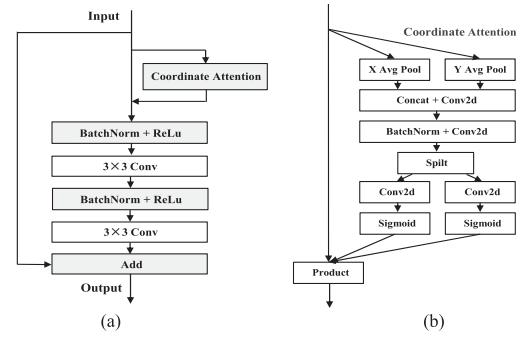 Input
Coordinate Attention
BatchNorm + ReLu
3×3 Conv
BatchNorm + ReLu
3×3 Conv
Add
Output
(a)
Coordinate Attention
X Avg Pool
Y Avg Pool
Concat + Conv2d
BatchNorm + Conv2d
Spilt
Conv2d
Conv2d
Sigmoid
Sigmoid
Product
(b)